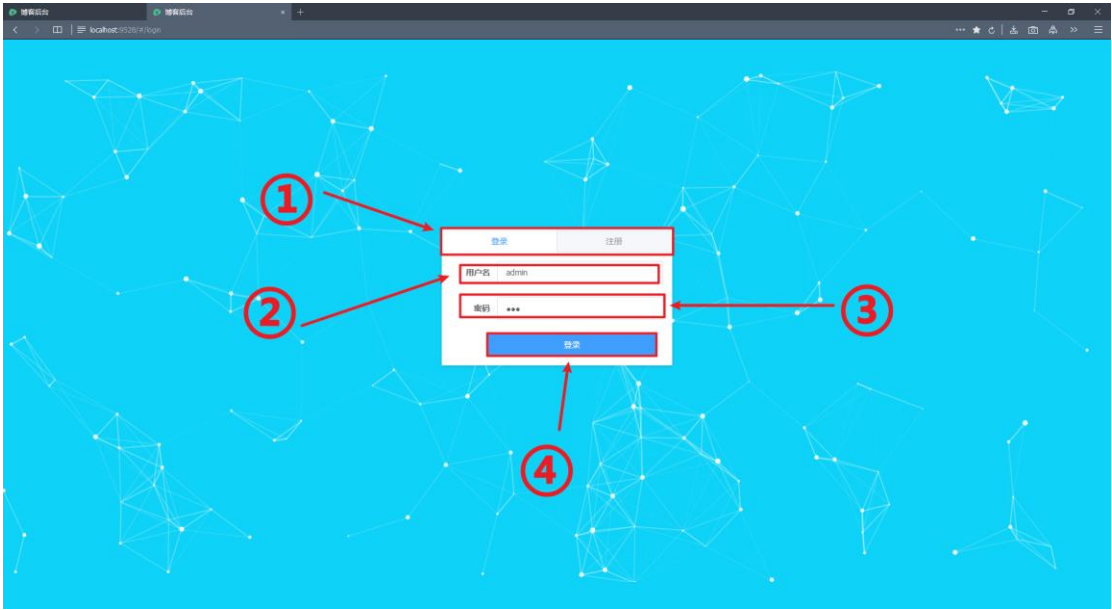 博客后台 博客后台 × +
localhost:9528/#/login
①
登录 注册
用户名 admin
②
密码 •••
③
登录
④